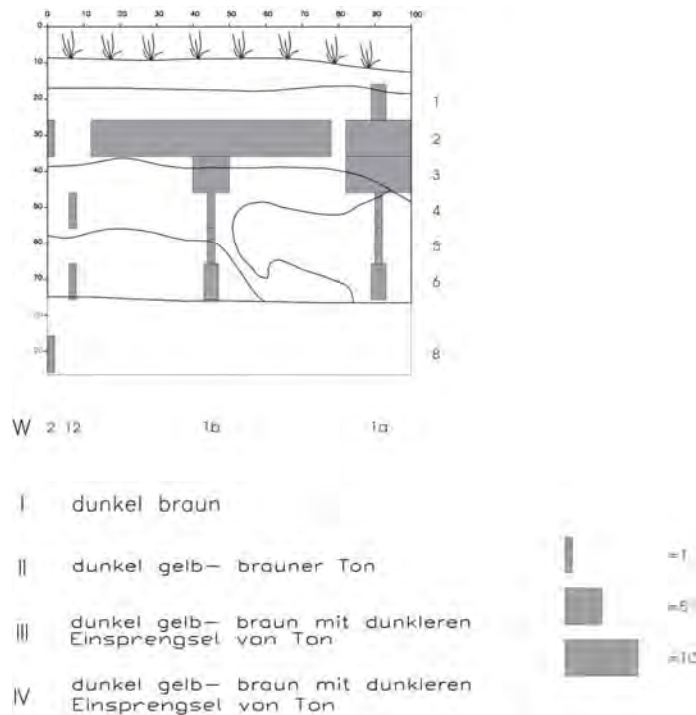 0 10 20 30 40 50 60 70 80 90 100
0
10
20
30
40
50
60
70
1
2
3
4
5
6
8
W 2 12 1b 1a
I dunkel braun
II dunkel gelb- brauner Ton
III dunkel gelb- braun mit dunkleren
Einsprengsel von Ton
IV dunkel gelb- braun mit dunkleren
Einsprengsel von Ton
=1
=5
=10